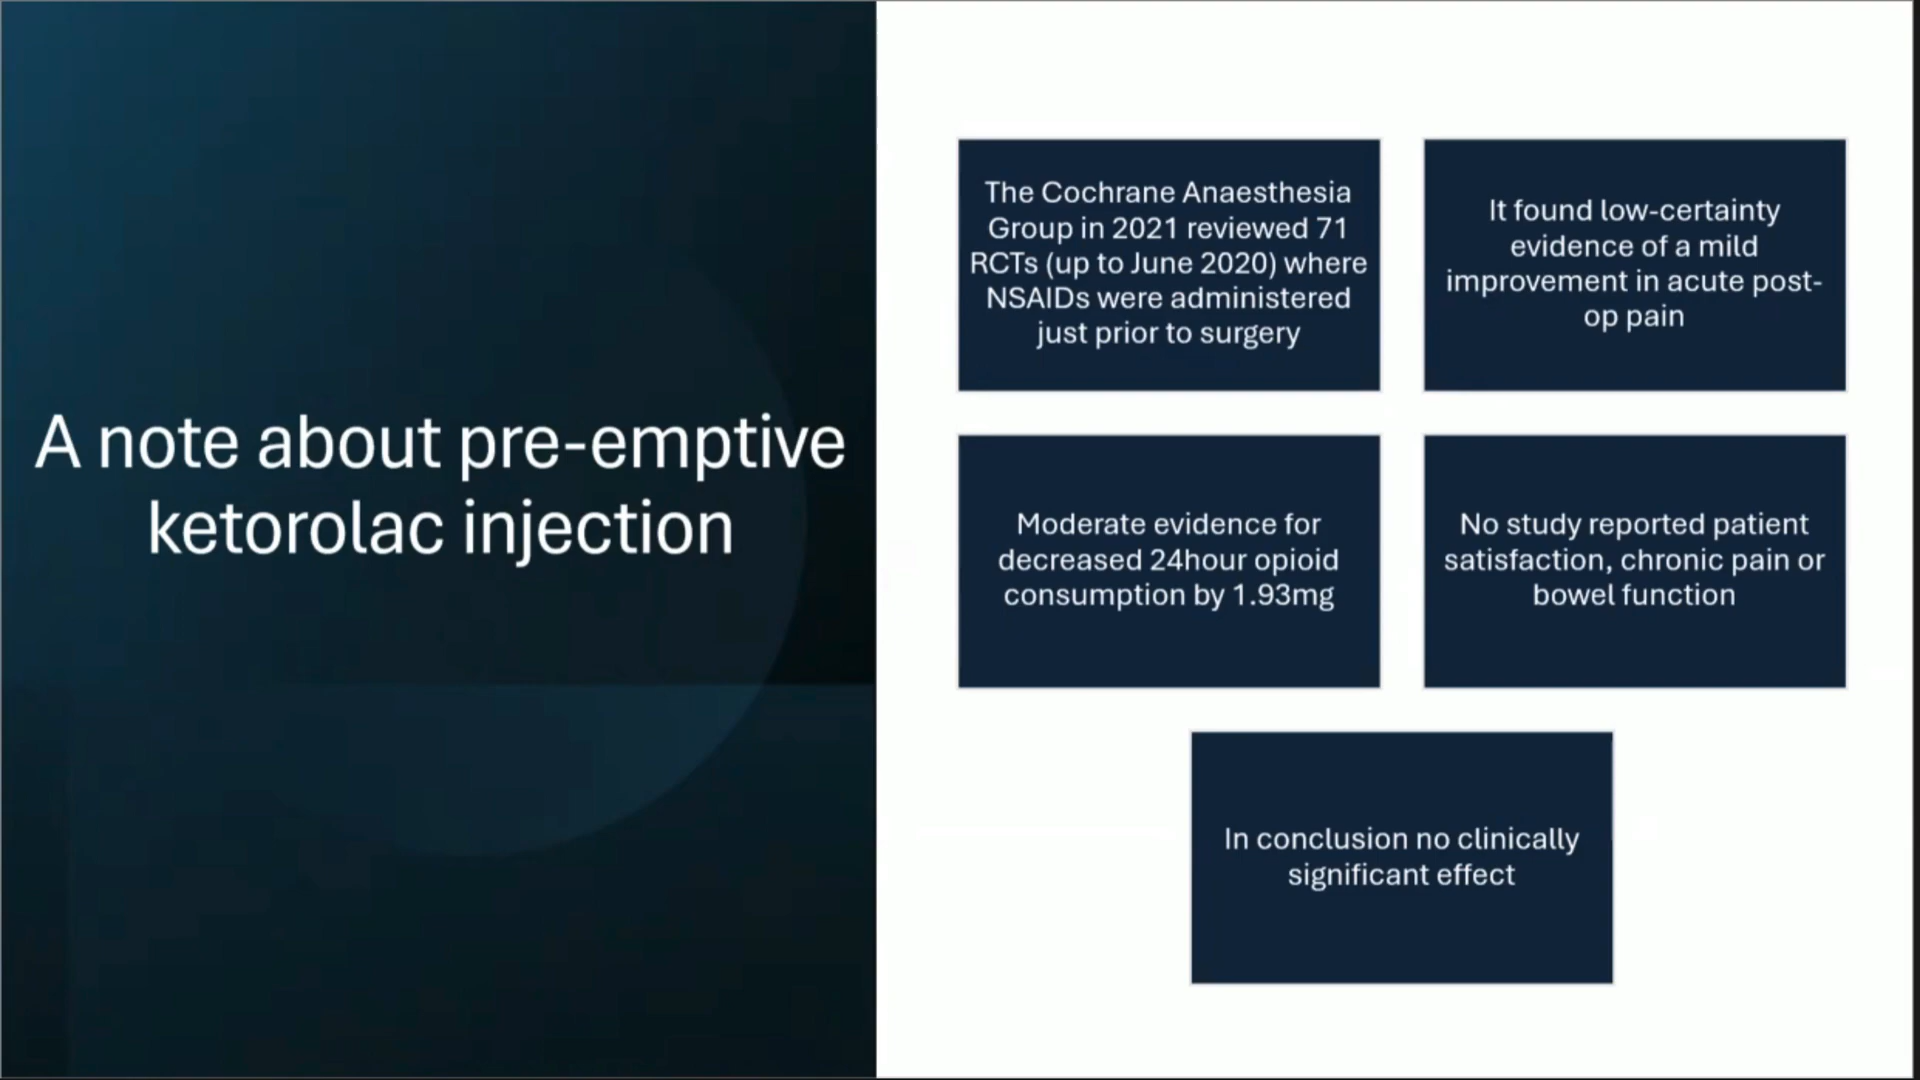 A note about pre-emptive
ketorolac injection
The Cochrane Anaesthesia
Group in 2021 reviewed 71
RCTs (up to June 2020) where
NSAIDs were administered
just prior to surgery
It found low-certainty
evidence of a mild
improvement in acute post-
op pain
Moderate evidence for
decreased 24hour opioid
consumption by 1.93mg
No study reported patient
satisfaction, chronic pain or
bowel function
In conclusion no clinically
significant effect